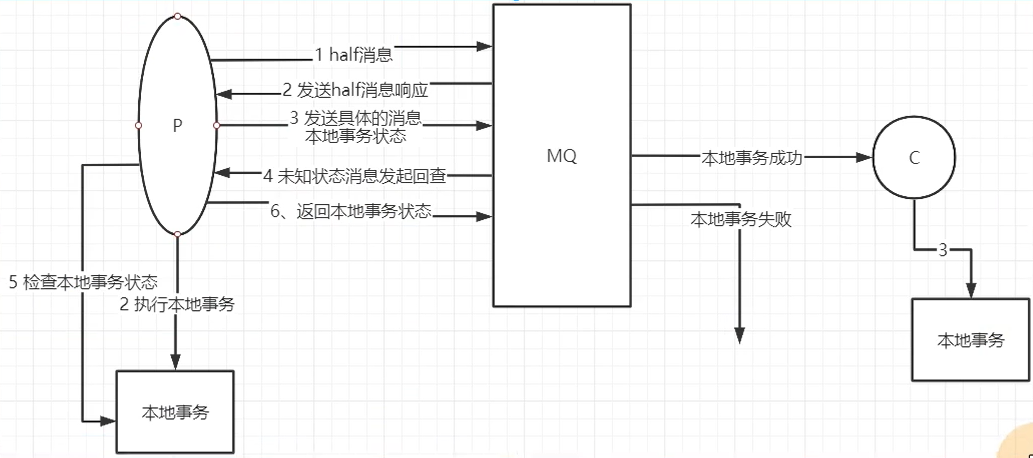 1 half消息
2 发送half消息响应
3 发送具体的消息
本地事务状态
P
MQ
本地事务成功
C
4 未知状态消息发起回查
6、返回本地事务状态
本地事务失败
3
5 检查本地事务状态
2 执行本地事务
本地事务
本地事务